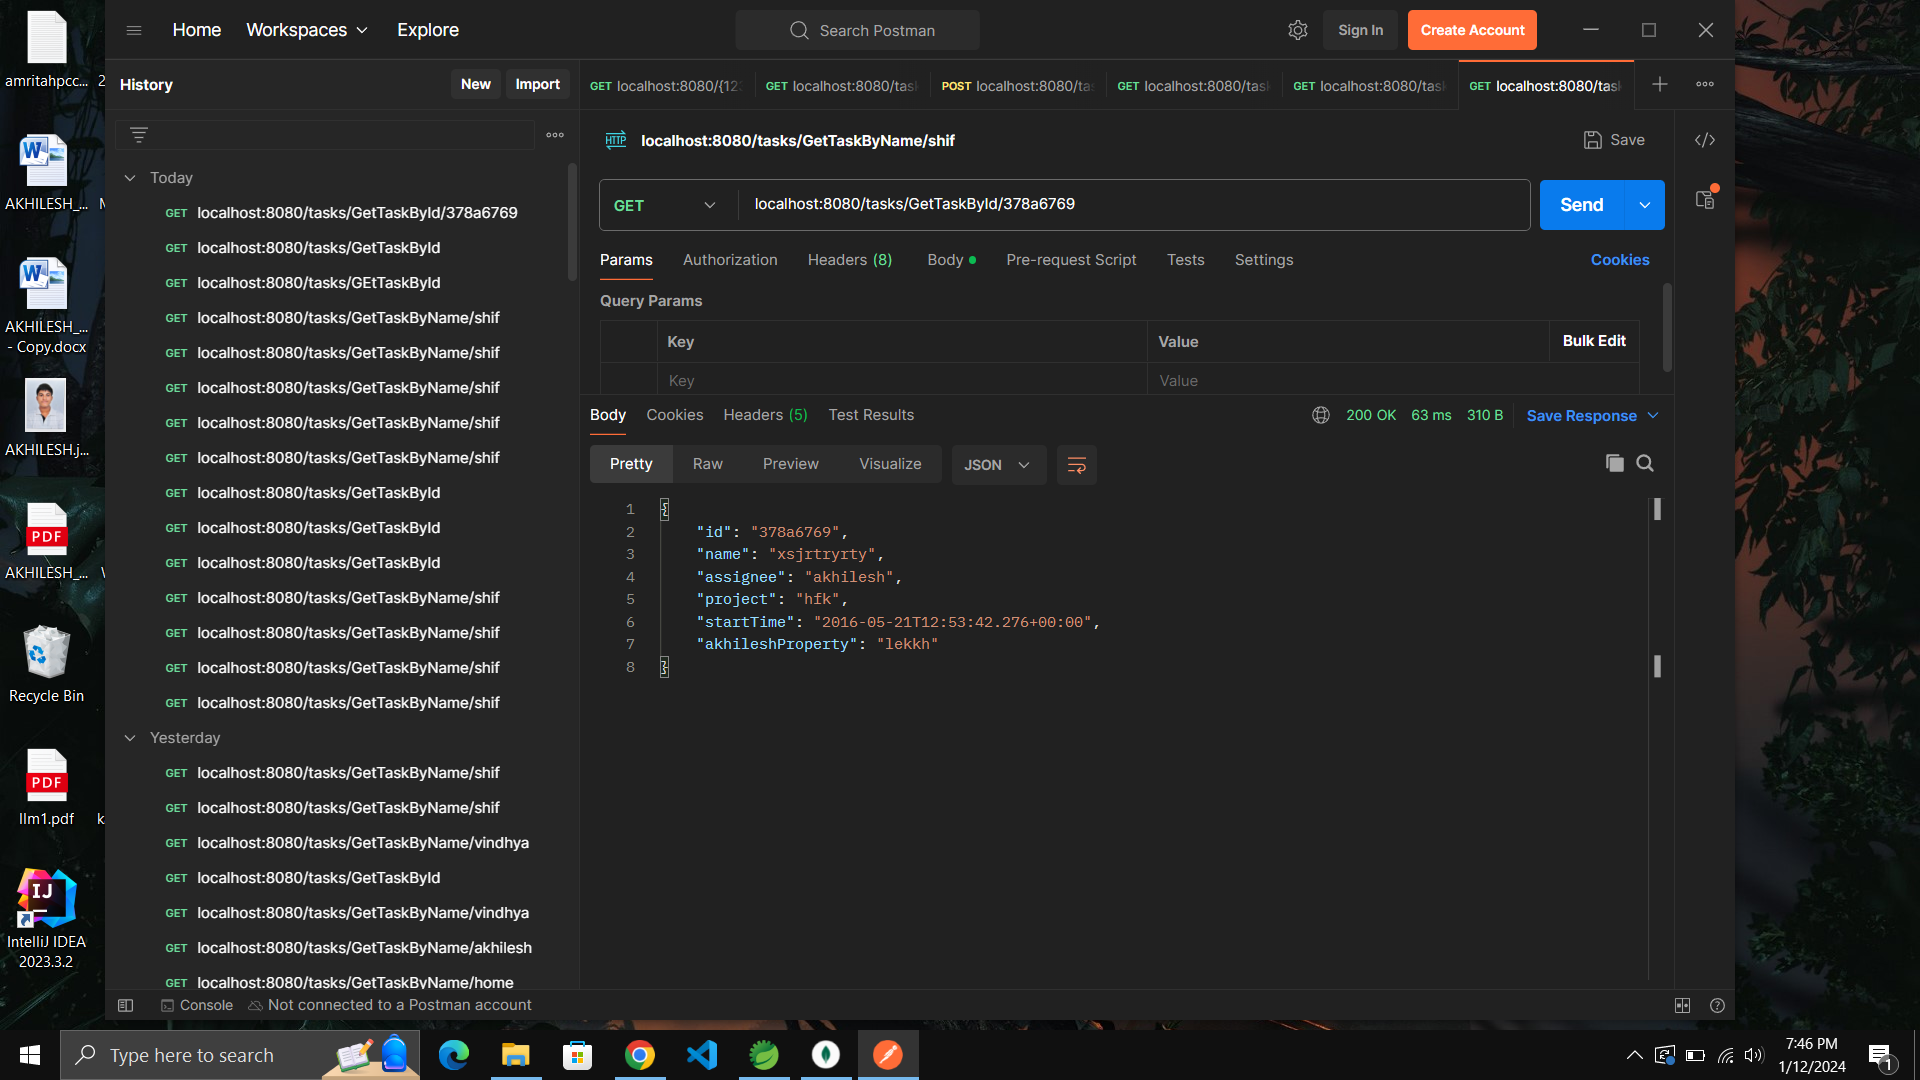 amritahpcc... 2
AKHILESH_...
AKHILESH_...
- Copy.docx
AKHILESH.j...
PDF
AKHILESH_...
Recycle Bin
PDF
llm1.pdf k
IJ
IntelliJ IDEA
2023.3.2
Home Workspaces Explore
Search Postman
Sign In Create Account
History New Import
Today
GET localhost:8080/tasks/GetTaskById/378a6769
GET localhost:8080/tasks/GetTaskById
GET localhost:8080/tasks/GEtTaskById
GET localhost:8080/tasks/GetTaskByName/shif
GET localhost:8080/tasks/GetTaskByName/shif
GET localhost:8080/tasks/GetTaskByName/shif
GET localhost:8080/tasks/GetTaskByName/shif
GET localhost:8080/tasks/GetTaskByName/shif
GET localhost:8080/tasks/GetTaskById
GET localhost:8080/tasks/GetTaskById
GET localhost:8080/tasks/GetTaskById
GET localhost:8080/tasks/GetTaskByName/shif
GET localhost:8080/tasks/GetTaskByName/shif
GET localhost:8080/tasks/GetTaskByName/shif
GET localhost:8080/tasks/GetTaskByName/shif
Yesterday
GET localhost:8080/tasks/GetTaskByName/shif
GET localhost:8080/tasks/GetTaskByName/shif
GET localhost:8080/tasks/GetTaskByName/vindhya
GET localhost:8080/tasks/GetTaskById
GET localhost:8080/tasks/GetTaskByName/vindhya
GET localhost:8080/tasks/GetTaskByName/akhilesh
GET localhost:8080/tasks/GetTaskByName/home
GET localhost:8080/{12 GET localhost:8080/tas POST localhost:8080/ta GET localhost:8080/tas GET localhost:8080/tas GET localhost:8080/tas
HTTP localhost:8080/tasks/GetTaskByName/shif Save
GET localhost:8080/tasks/GetTaskById/378a6769 Send
Params Authorization Headers (8) Body Pre-request Script Tests Settings Cookies
Query Params
Key Value Bulk Edit
Key Value
Body Cookies Headers (5) Test Results 200 OK 63 ms 310 B Save Response
Pretty Raw Preview Visualize JSON
1 {
2 "id": "378a6769",
3 "name": "xsjrtryrty",
4 "assignee": "akhilesh",
5 "project": "hfk",
6 "startTime": "2016-05-21T12:53:42.276+00:00",
7 "akhileshProperty": "lekkh"
8 }
Console Not connected to a Postman account
Type here to search
7:46 PM
1/12/2024
1